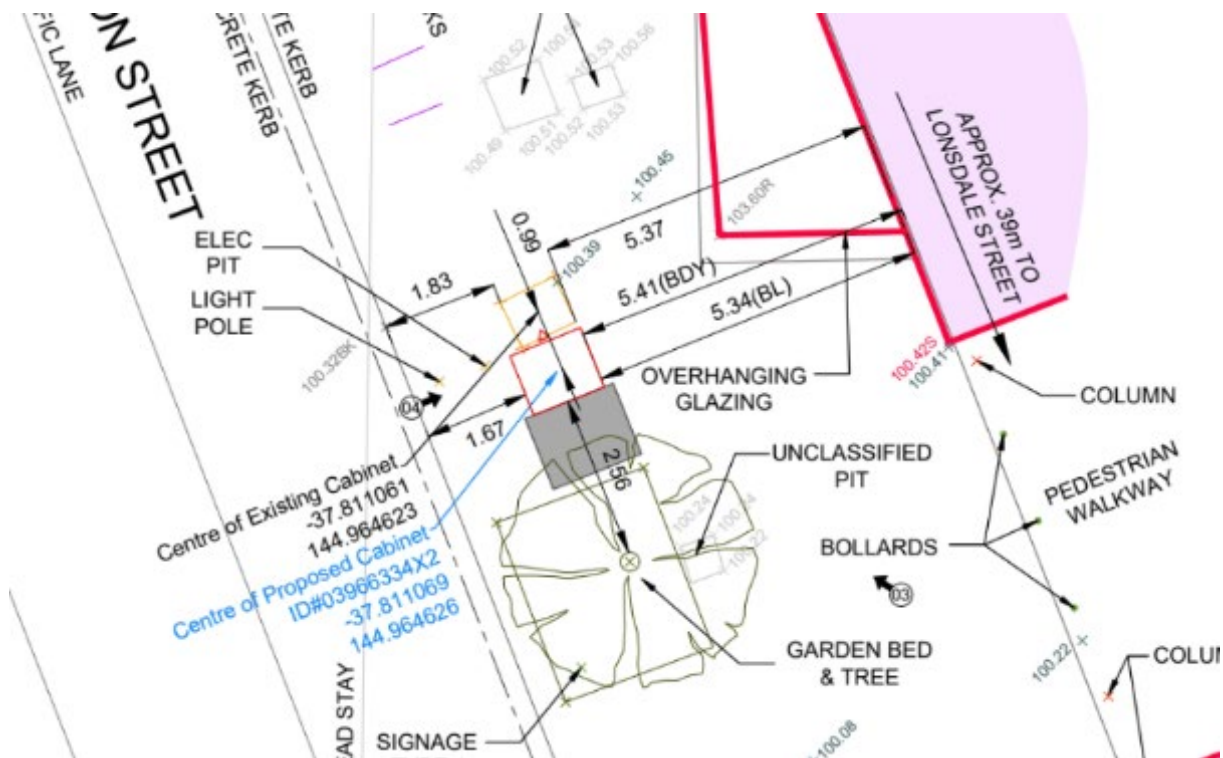 FIC LANE
ON STREET
CRETE KERB
TE KERB
KS
100.52
100.54
100.53
100.56
100.49
100.51
100.52
100.53
100.45
103.60R
APPROX. 39m TO
LONSDALE STREET
ELEC
PIT
LIGHT
POLE
1.83
0.99
5.37
100.39
5.41(BDY)
5.34(BL)
100.32BK
04
1.67
OVERHANGING
GLAZING
100.42S
100.41
COLUMN
Centre of Existing Cabinet
-37.811061
144.964623
Centre of Proposed Cabinet
ID#03966334X2
-37.811069
144.964626
2.56
UNCLASSIFIED
PIT
100.24
100.22
PEDESTRIAN
WALKWAY
BOLLARDS
03
GARDEN BED
& TREE
100.22
COLUM
SIGNAGE
AD STAY
100.08